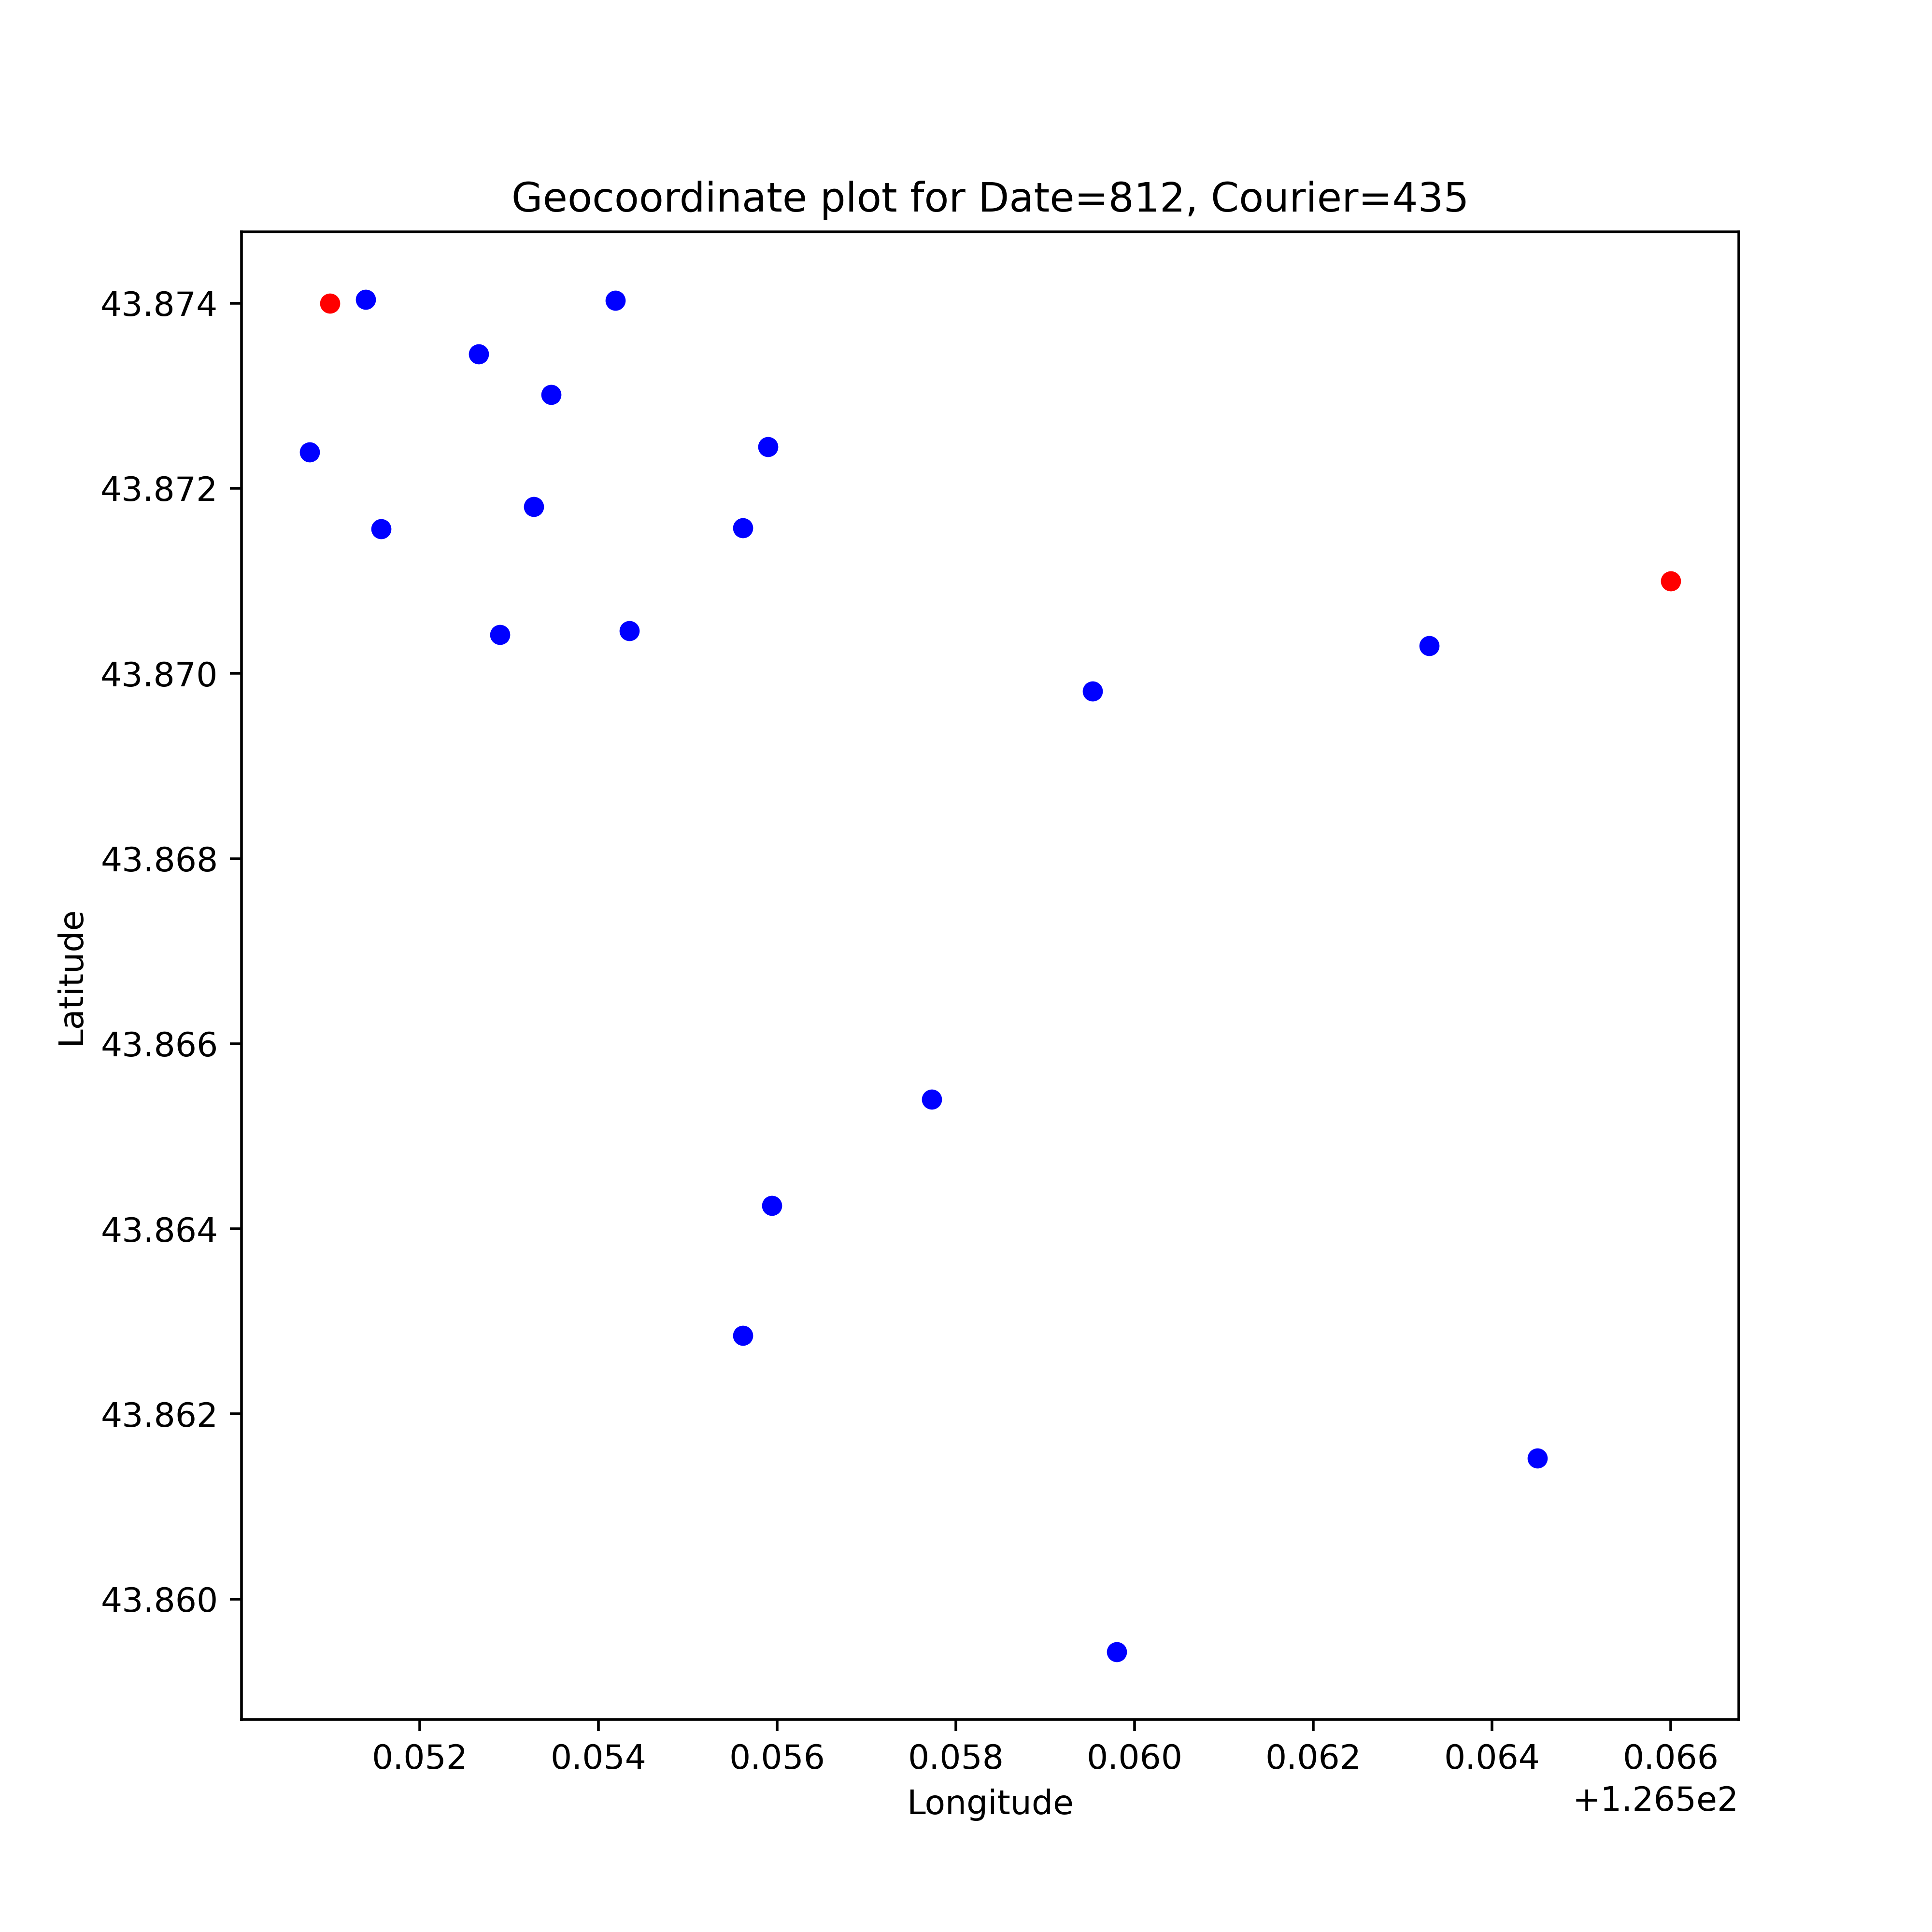 Geocoordinate plot for Date=812, Courier=435
43.874
43.872
43.870
43.868
43.866
43.864
43.862
43.860
Latitude
0.052 0.054 0.056 0.058 0.060 0.062 0.064 0.066
Longitude
+1.265e2